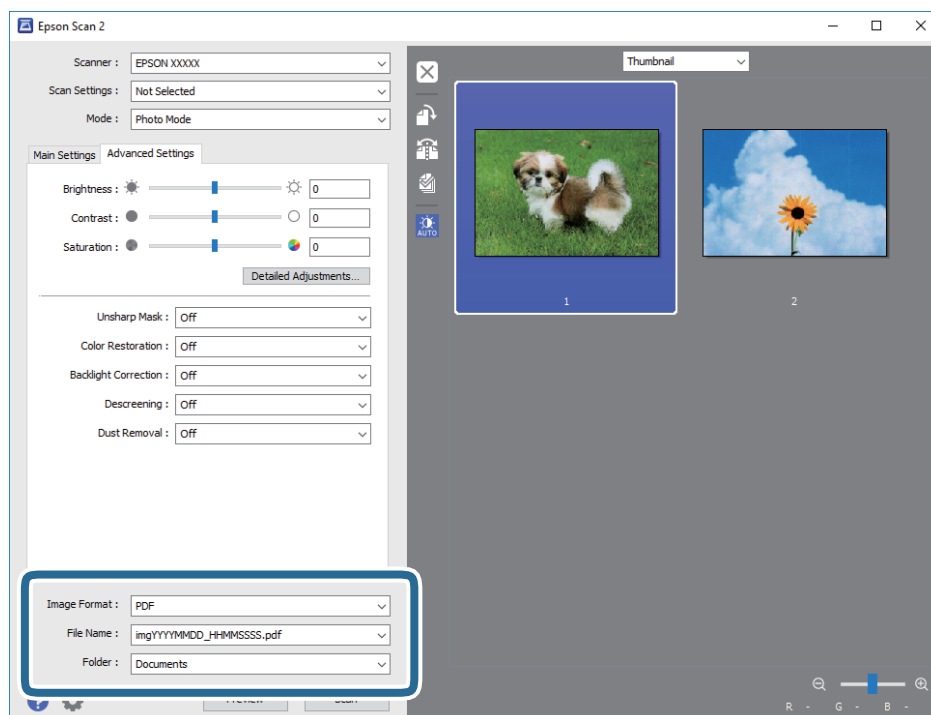 Epson Scan 2
Scanner : EPSON XXXXX
Scan Settings : Not Selected
Mode : Photo Mode
Main Settings Advanced Settings
Brightness : 0
Contrast : 0
Saturation : 0
Detailed Adjustments...
Unsharp Mask : Off
Color Restoration : Off
Backlight Correction : Off
Descreening : Off
Dust Removal : Off
Image Format : PDF
File Name : imgYYYYMMDD_HHMMSSSS.pdf
Folder : Documents
Preview Scan
AUTO
Thumbnail
1 2
R - G - B -